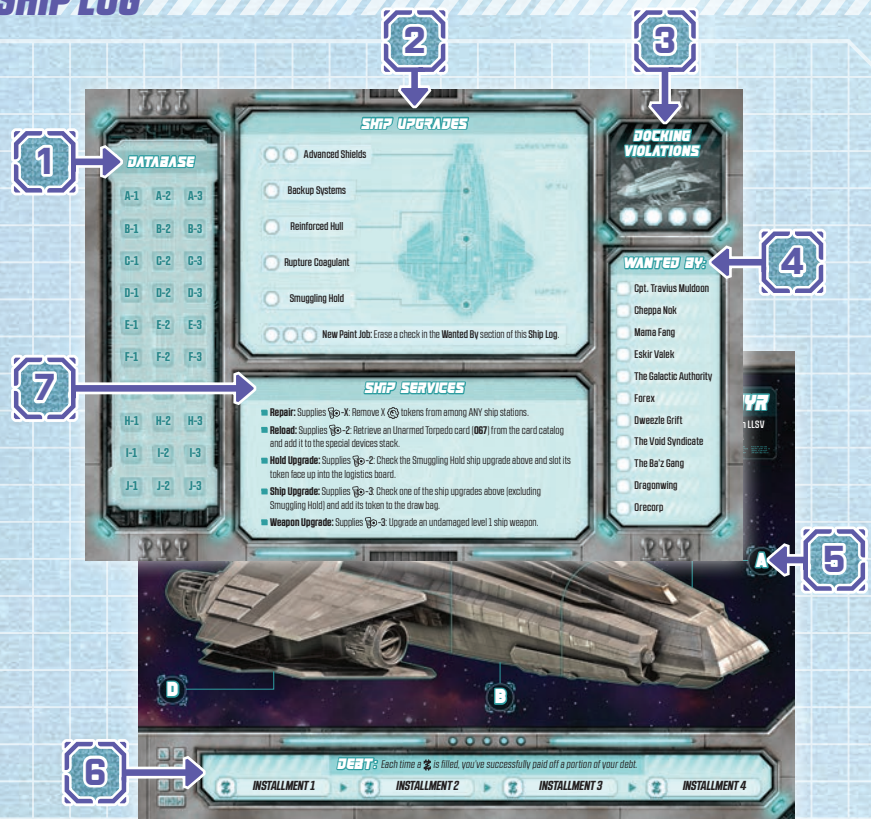 SHIP LOG
2
3
1
DATABASE
A-1 A-2 A-3
B-1 B-2 B-3
C-1 C-2 C-3
D-1 D-2 D-3
E-1 E-2 E-3
F-1 F-2 F-3
H-1 H-2 H-3
I-1 I-2 I-3
J-1 J-2 J-3
SHIP UPGRADES
Advanced Shields
Backup Systems
Reinforced Hull
Rupture Coagulant
Smuggling Hold
New Paint Job: Erase a check in the Wanted By section of this Ship Log.
DOCKING
VIOLATIONS
4
WANTED BY:
Cpt. Travius Muldoon
Cheppa Nok
Mama Fang
Eskir Valek
The Galactic Authority
Forex
Dweezle Grift
The Void Syndicate
The Ba'z Gang
Dragonwing
Orecorp
7
SHIP SERVICES
Repair: Supplies -X: Remove X tokens from among ANY ship stations.
Reload: Supplies -2: Retrieve an Unarmed Torpedo card (067) from the card catalog
and add it to the special devices stack.
Hold Upgrade: Supplies -2: Check the Smuggling Hold ship upgrade above and slot its
token face up into the logistics board.
Ship Upgrade: Supplies -3: Check one of the ship upgrades above (excluding
Smuggling Hold) and add its token to the draw bag.
Weapon Upgrade: Supplies -3: Upgrade an undamaged level 1 ship weapon.
YR
LLSV
A
5
D
B
6
DEBT: Each time a is filled, you've successfully paid off a portion of your debt.
INSTALLMENT 1
INSTALLMENT 2
INSTALLMENT 3
INSTALLMENT 4